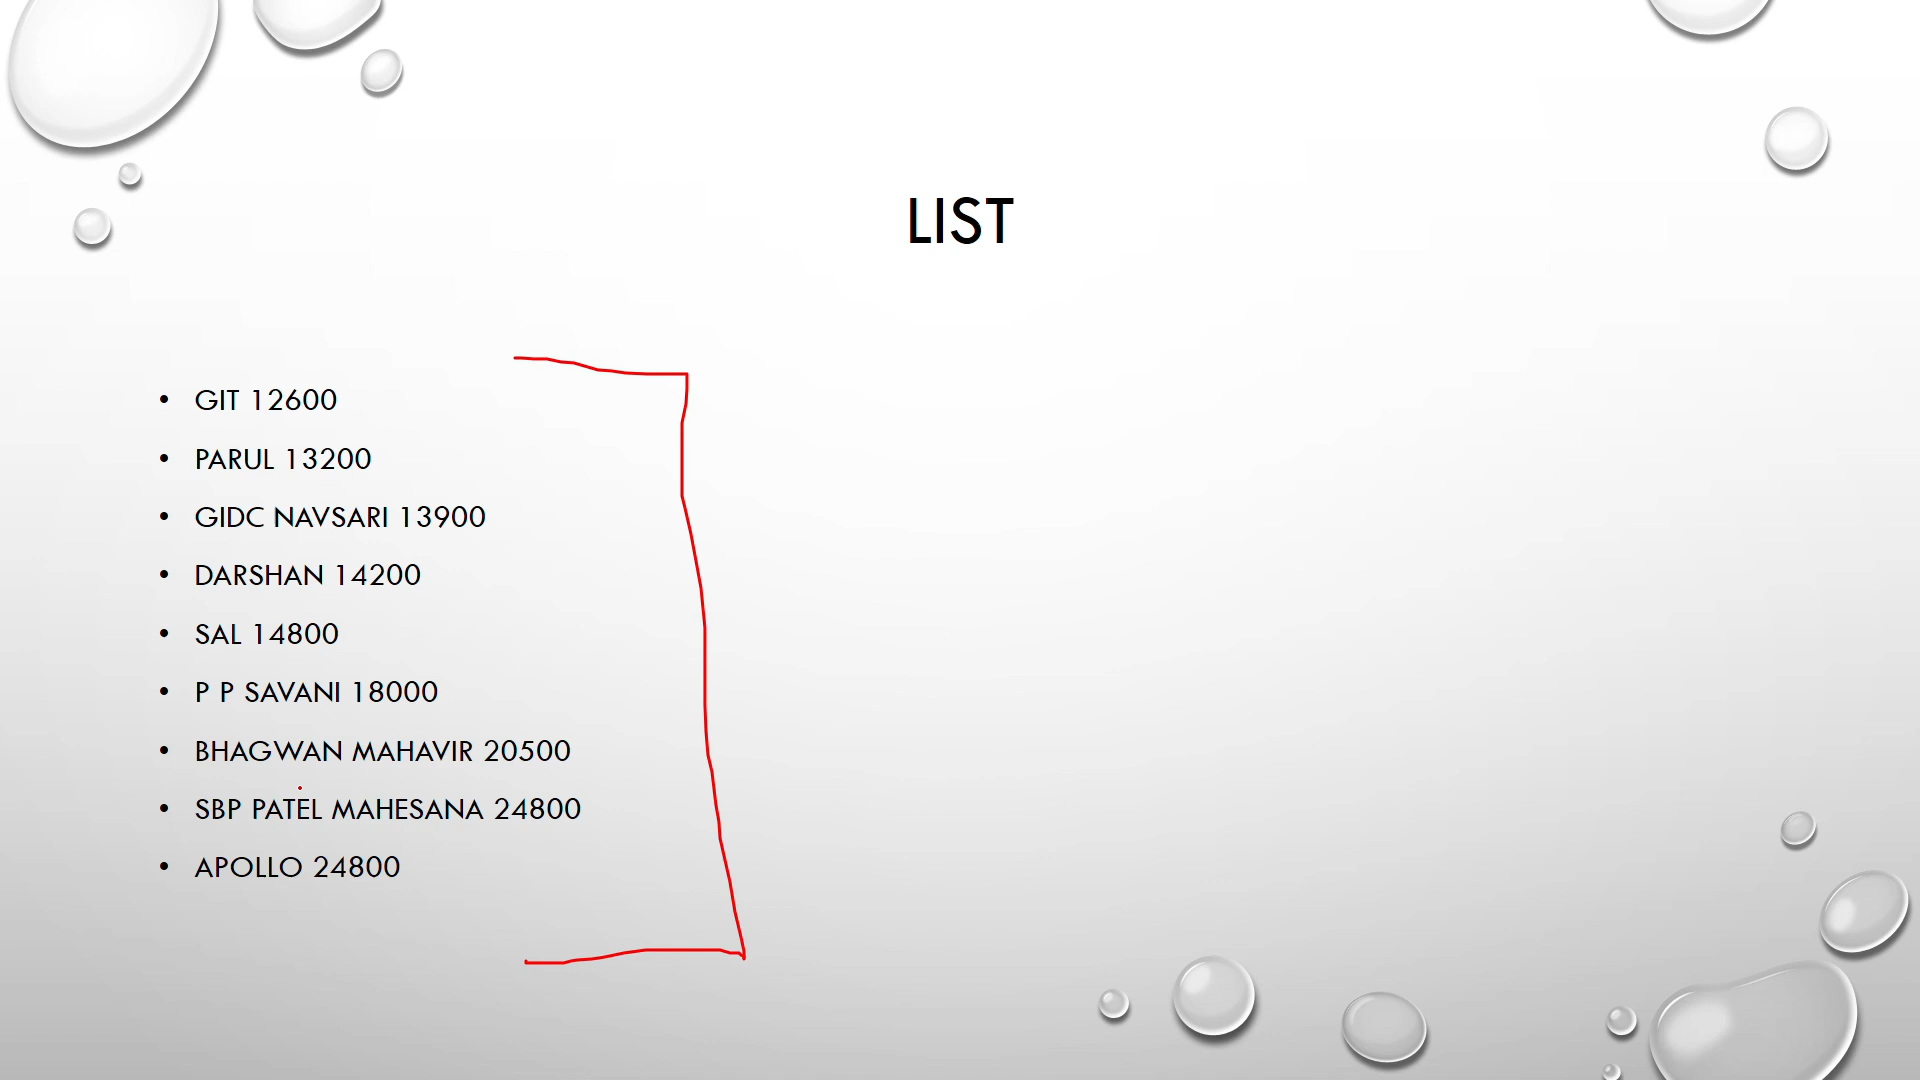 LIST
• GIT 12600
• PARUL 13200
• GIDC NAVSARI 13900
• DARSHAN 14200
• SAL 14800
• P P SAVANI 18000
• BHAGWAN MAHAVIR 20500
• SBP PATEL MAHESANA 24800
• APOLLO 24800